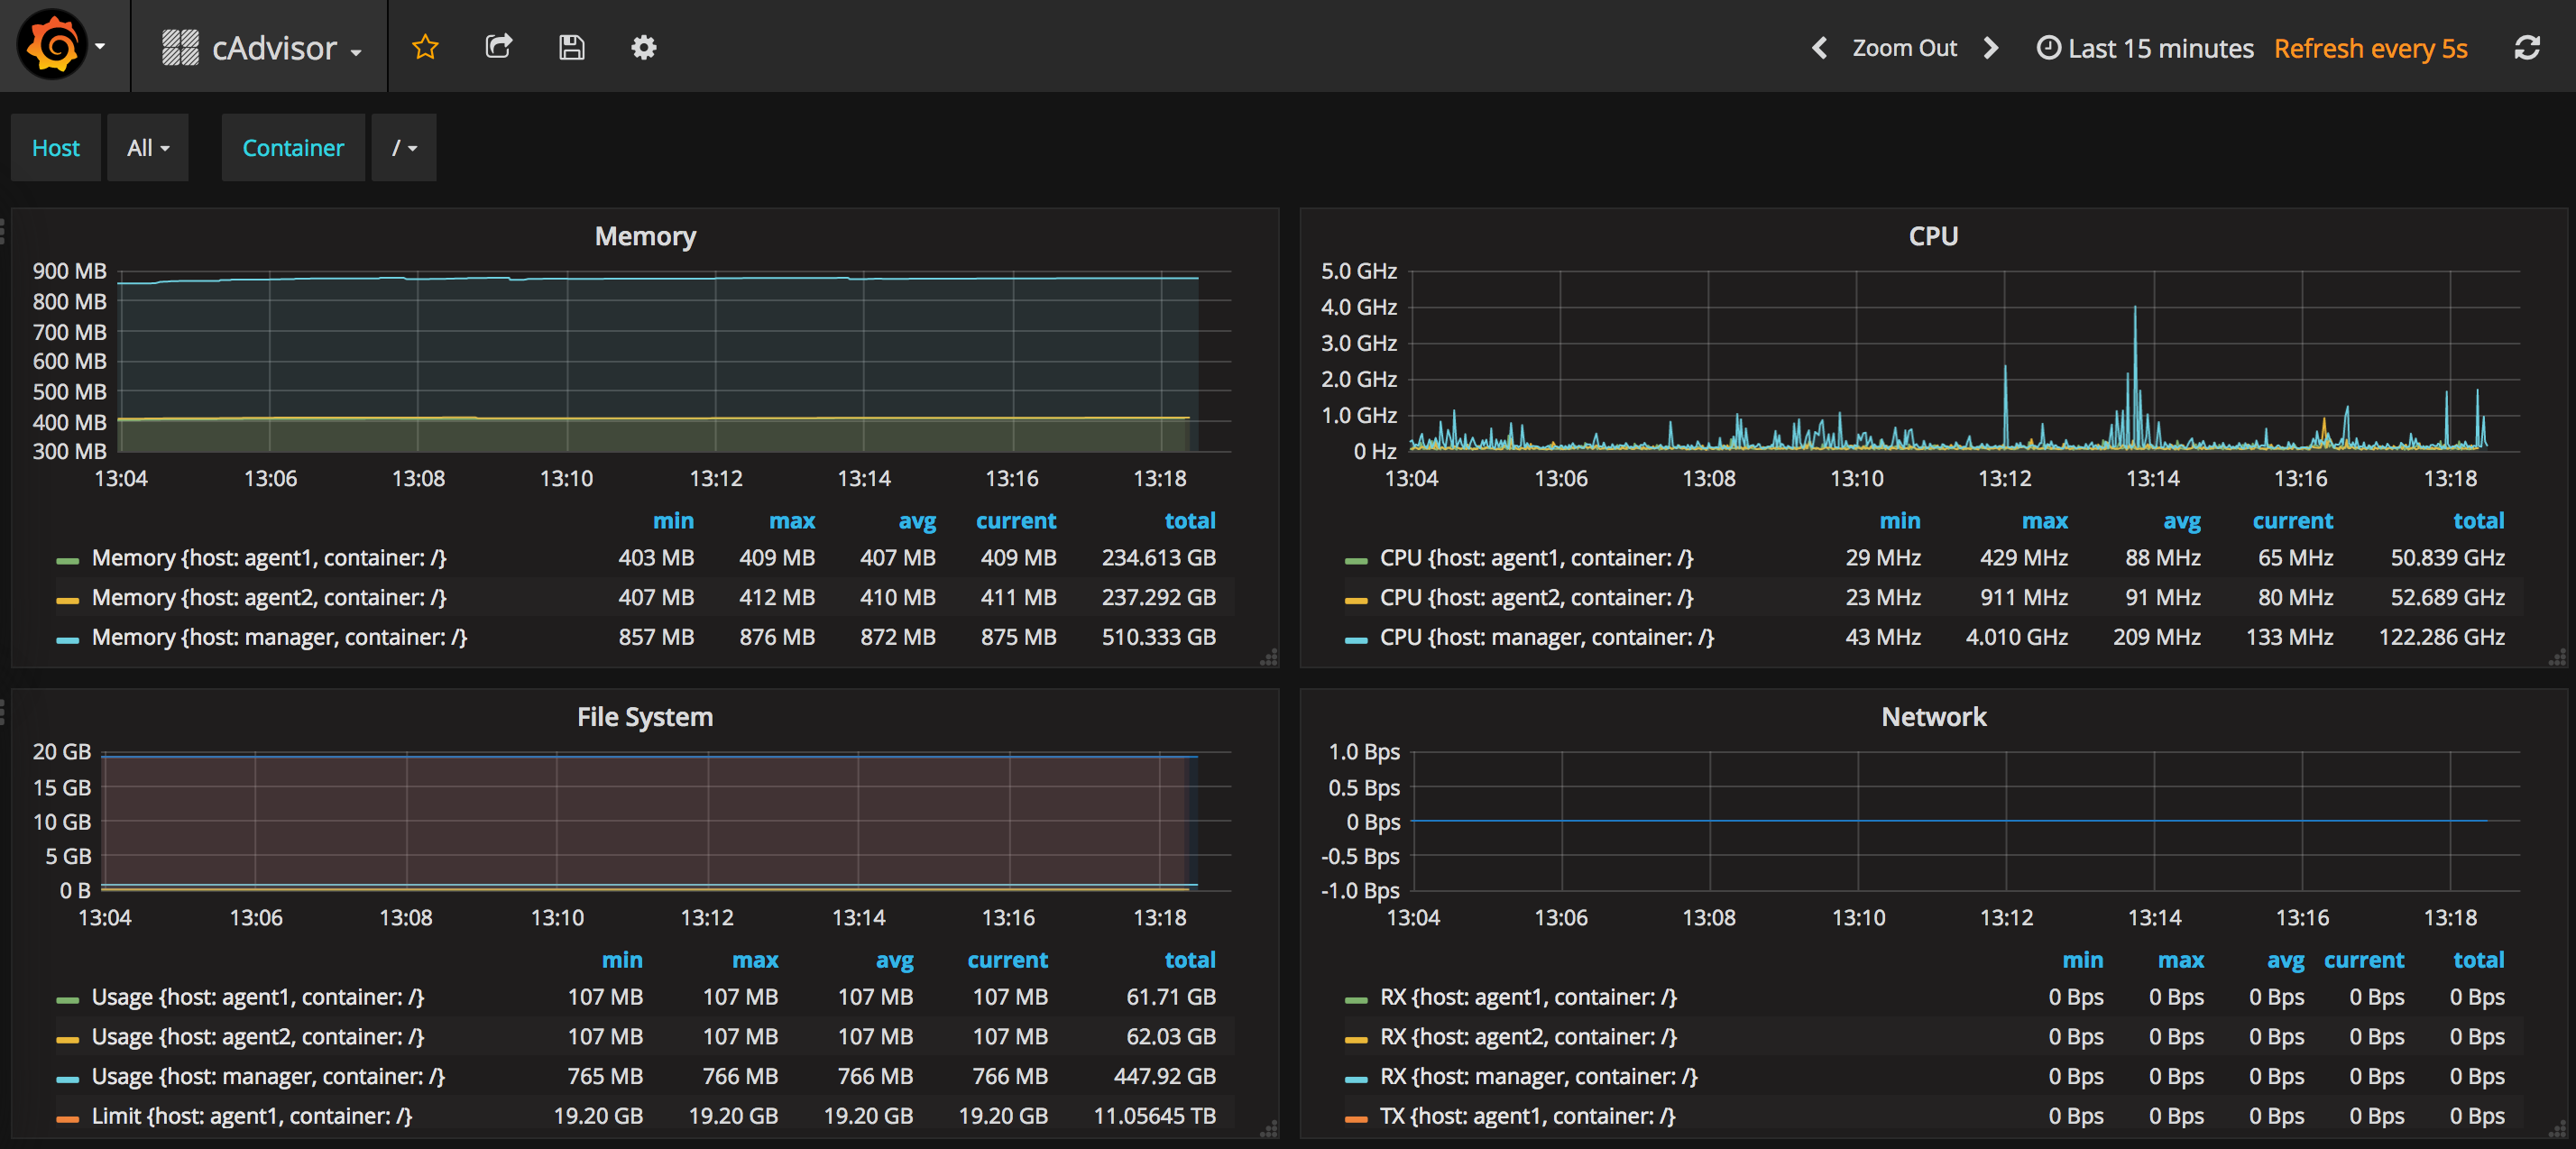 cAdvisor
Zoom Out
Last 15 minutes Refresh every 5s
Host All Container /
Memory
900 MB
800 MB
700 MB
600 MB
500 MB
400 MB
300 MB
13:04 13:06 13:08 13:10 13:12 13:14 13:16 13:18
min max avg current total
Memory {host: agent1, container: /} 403 MB 409 MB 407 MB 409 MB 234.613 GB
Memory {host: agent2, container: /} 407 MB 412 MB 410 MB 411 MB 237.292 GB
Memory {host: manager, container: /} 857 MB 876 MB 872 MB 875 MB 510.333 GB
CPU
5.0 GHz
4.0 GHz
3.0 GHz
2.0 GHz
1.0 GHz
0 Hz
13:04 13:06 13:08 13:10 13:12 13:14 13:16 13:18
min max avg current total
CPU {host: agent1, container: /} 29 MHz 429 MHz 88 MHz 65 MHz 50.839 GHz
CPU {host: agent2, container: /} 23 MHz 911 MHz 91 MHz 80 MHz 52.689 GHz
CPU {host: manager, container: /} 43 MHz 4.010 GHz 209 MHz 133 MHz 122.286 GHz
File System
20 GB
15 GB
10 GB
5 GB
0 B
13:04 13:06 13:08 13:10 13:12 13:14 13:16 13:18
min max avg current total
Usage {host: agent1, container: /} 107 MB 107 MB 107 MB 107 MB 61.71 GB
Usage {host: agent2, container: /} 107 MB 107 MB 107 MB 107 MB 62.03 GB
Usage {host: manager, container: /} 765 MB 766 MB 766 MB 766 MB 447.92 GB
Limit {host: agent1, container: /} 19.20 GB 19.20 GB 19.20 GB 19.20 GB 11.05645 TB
Network
1.0 Bps
0.5 Bps
0 Bps
-0.5 Bps
-1.0 Bps
13:04 13:06 13:08 13:10 13:12 13:14 13:16 13:18
min max avg current total
RX {host: agent1, container: /} 0 Bps 0 Bps 0 Bps 0 Bps 0 Bps
RX {host: agent2, container: /} 0 Bps 0 Bps 0 Bps 0 Bps 0 Bps
RX {host: manager, container: /} 0 Bps 0 Bps 0 Bps 0 Bps 0 Bps
TX {host: agent1, container: /} 0 Bps 0 Bps 0 Bps 0 Bps 0 Bps